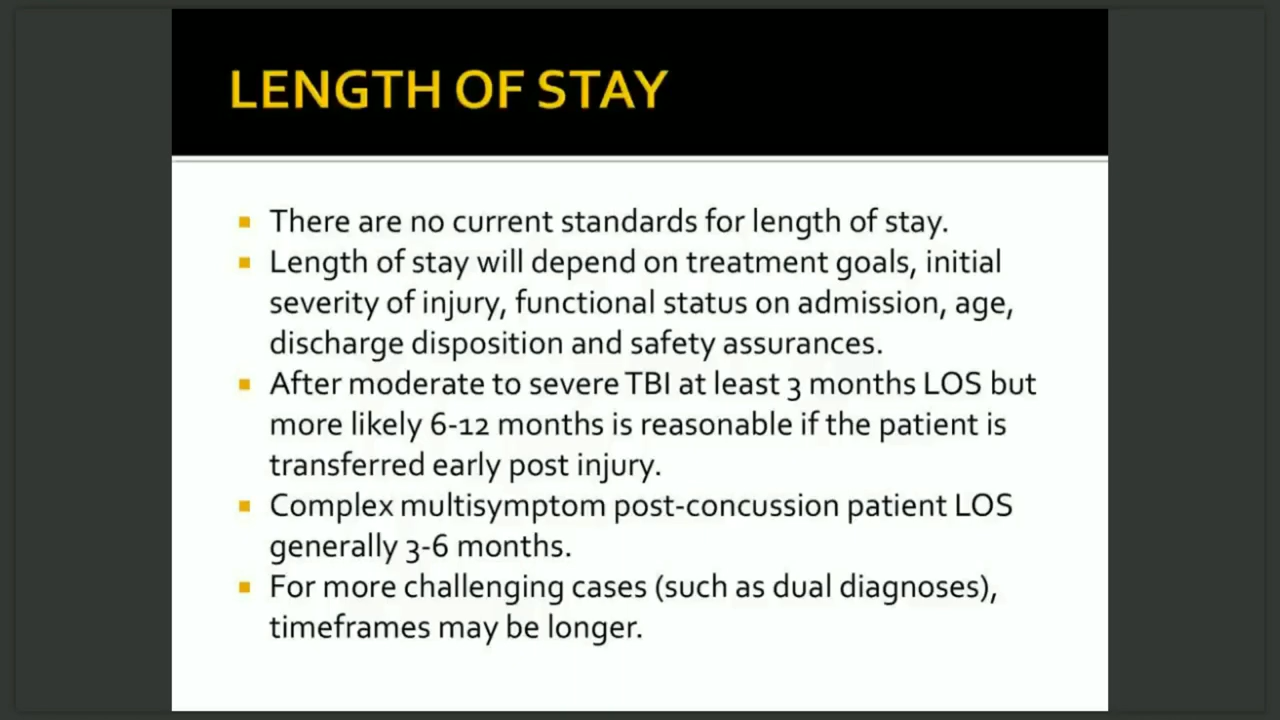 LENGTH OF STAY
There are no current standards for length of stay.
Length of stay will depend on treatment goals, initial
severity of injury, functional status on admission, age,
discharge disposition and safety assurances.
After moderate to severe TBI at least 3 months LOS but
more likely 6-12 months is reasonable if the patient is
transferred early post injury.
Complex multisymptom post-concussion patient LOS
generally 3-6 months.
For more challenging cases (such as dual diagnoses),
timeframes may be longer.